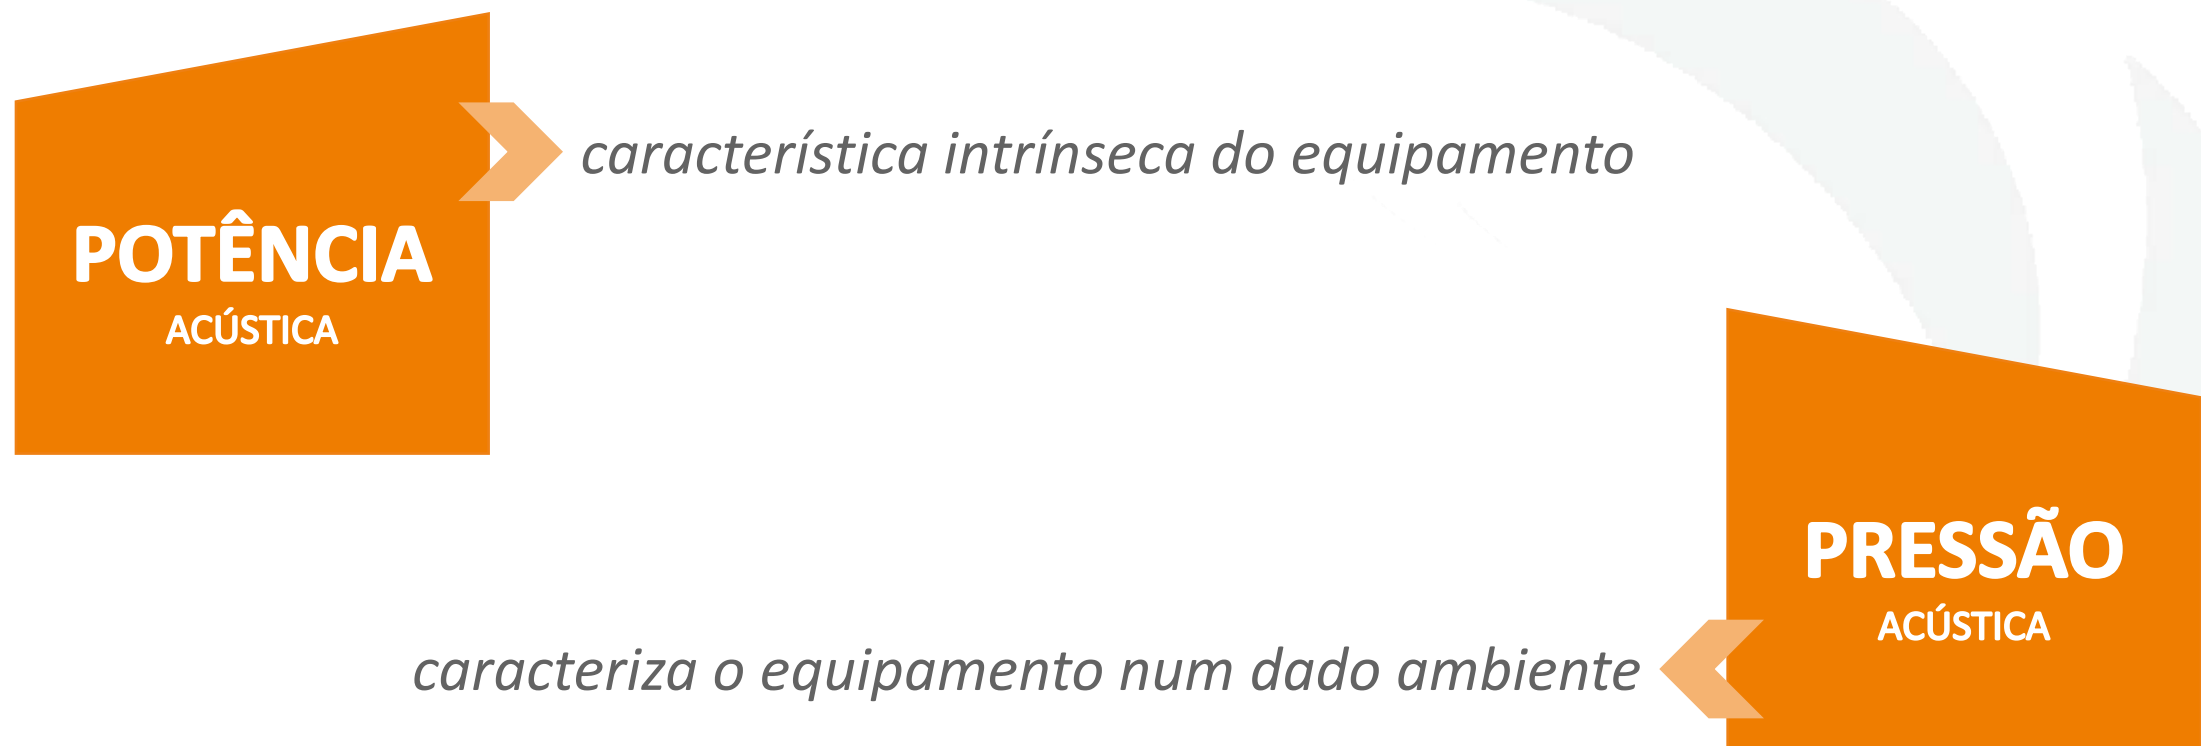 característica intrínseca do equipamento
POTÊNCIA
ACÚSTICA
PRESSÃO
ACÚSTICA
caracteriza o equipamento num dado ambiente